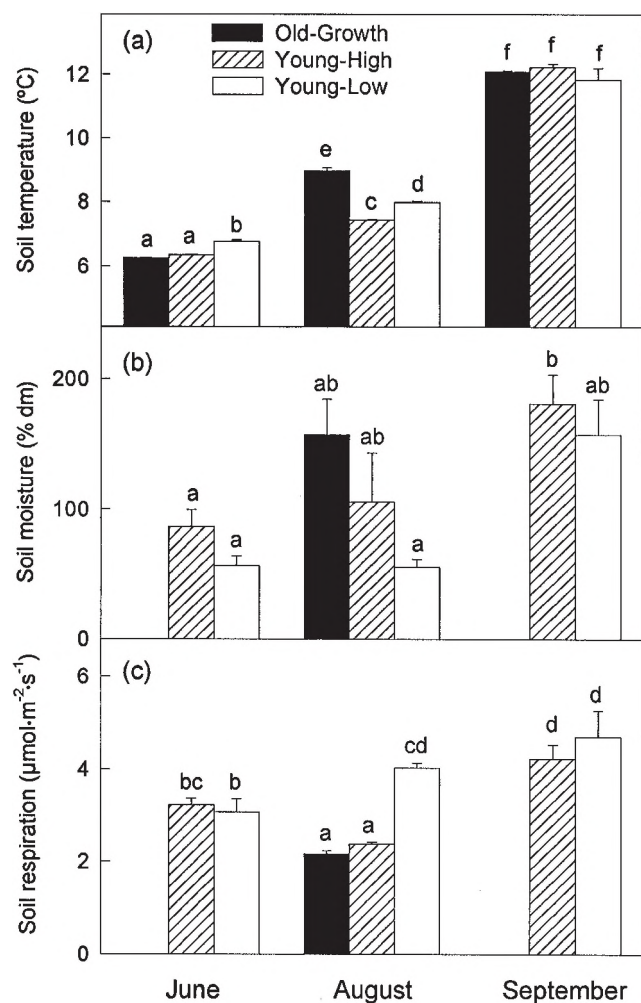 (a)
Old-Growth
Young-High
Young-Low
Soil temperature (ºC)
12
10
8
6
a a b
e c d
f f f
(b)
Soil moisture (% dm)
200
100
0
a a
ab ab a
b ab
(c)
Soil respiration (µmol·m⁻²·s⁻¹)
6
4
2
0
bc b
a a cd
d d
June August September